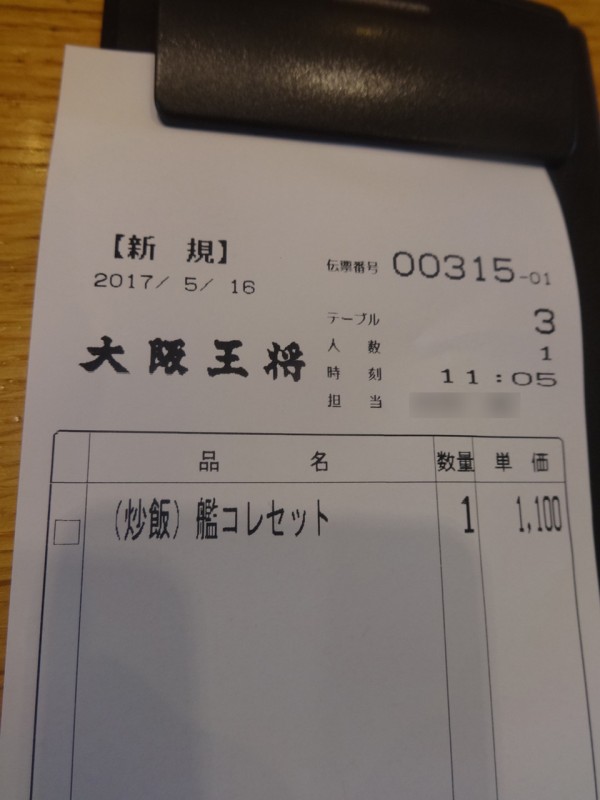 【新 規】
伝票番号 00315-01
2017/ 5/ 16
テーブル 3
大阪王将
人 数 1
時 刻 11:05
担 当
品 名 数量 単 価
(炒飯)艦コレセット 1 1,100